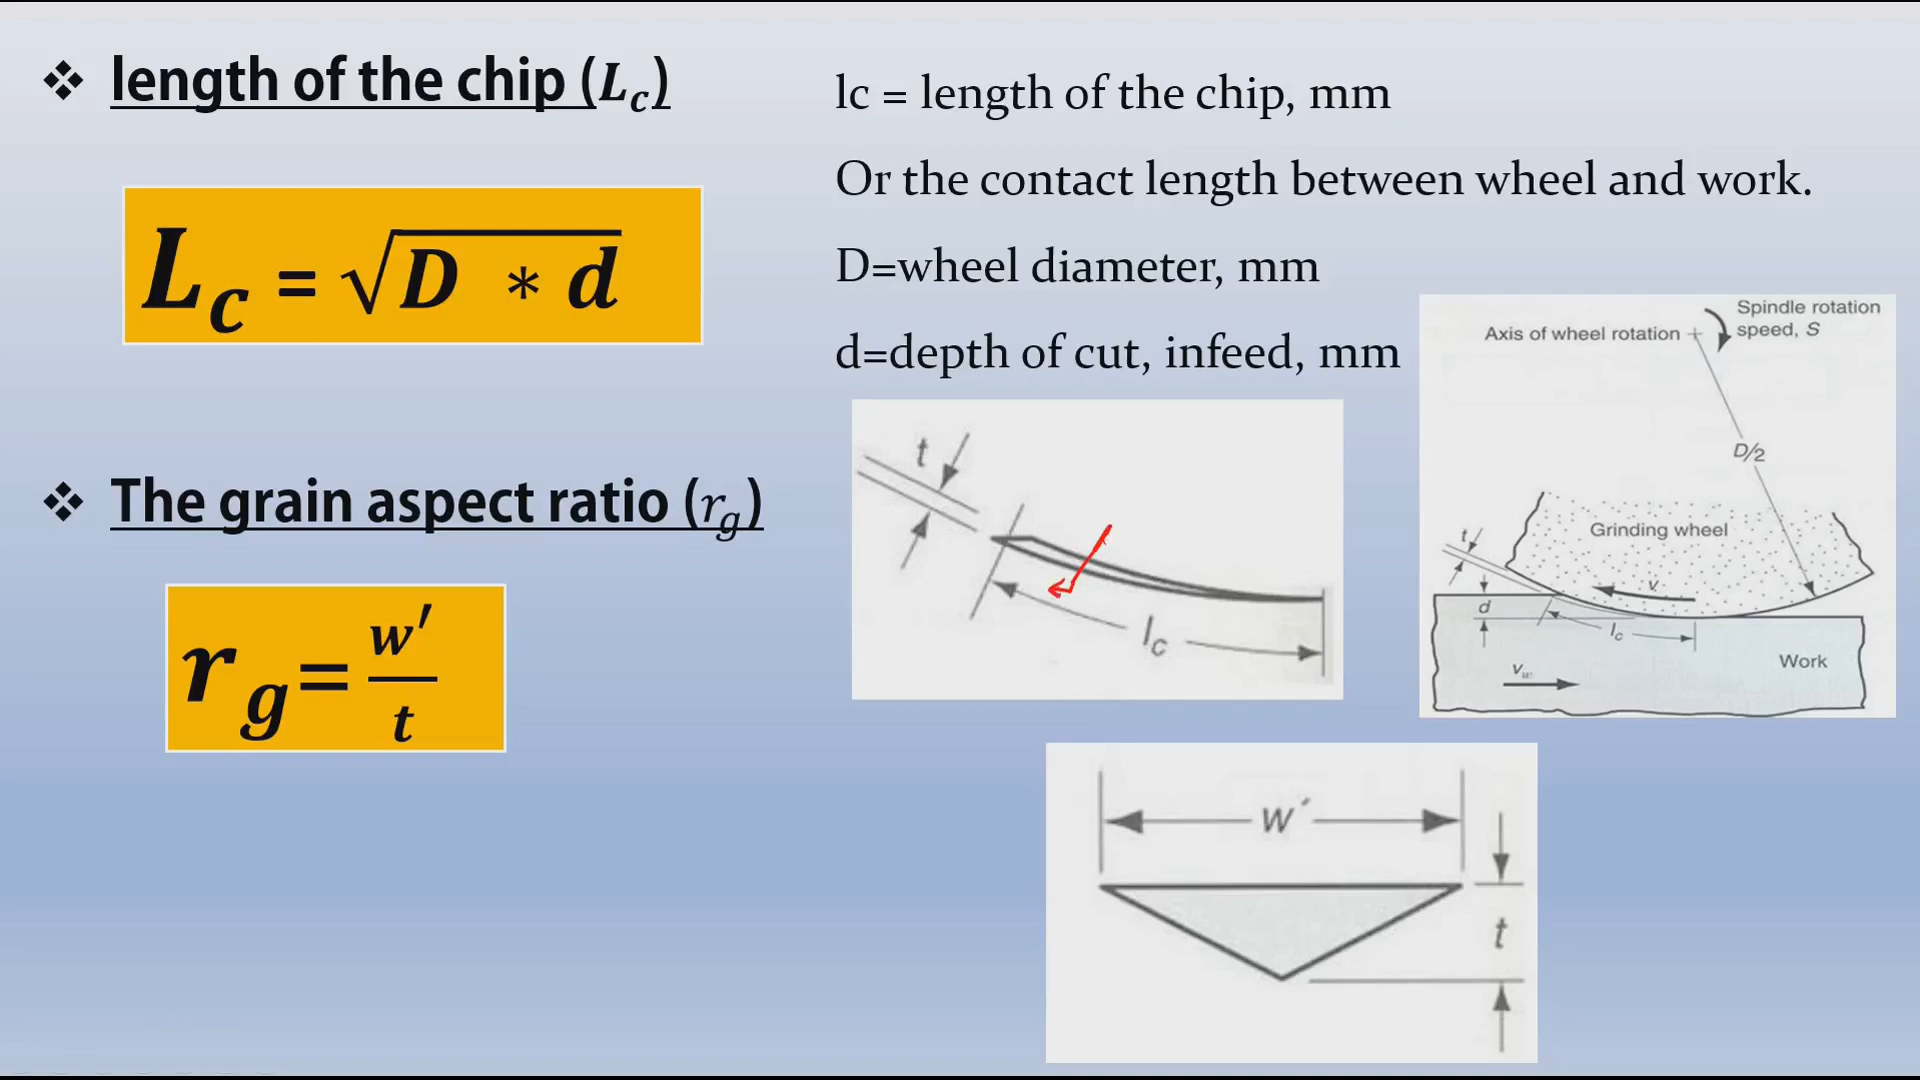 ❖ length of the chip (L_c)
L_c = √D * d
❖ The grain aspect ratio (r_g)
r_g = w′/t
lc = length of the chip, mm
Or the contact length between wheel and work.
D=wheel diameter, mm
d=depth of cut, infeed, mm
t
l_c
Spindle rotation
speed, S
Axis of wheel rotation
D/2
Grinding wheel
t
v
d
l_c
Work
v_w
w´
t